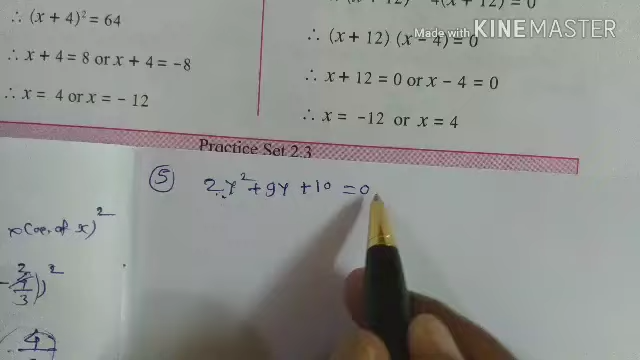 ∴ (x + 4)² = 64
∴ x + 4 = 8 or x + 4 = –8
∴ x = 4 or x = – 12
∴ (x + 12) (x – 4) = 0
∴ x + 12 = 0 or x – 4 = 0
∴ x = –12 or x = 4
Made with KINEMASTER
Practice Set 2.3
⑤ 2y² + 9y + 10 = 0